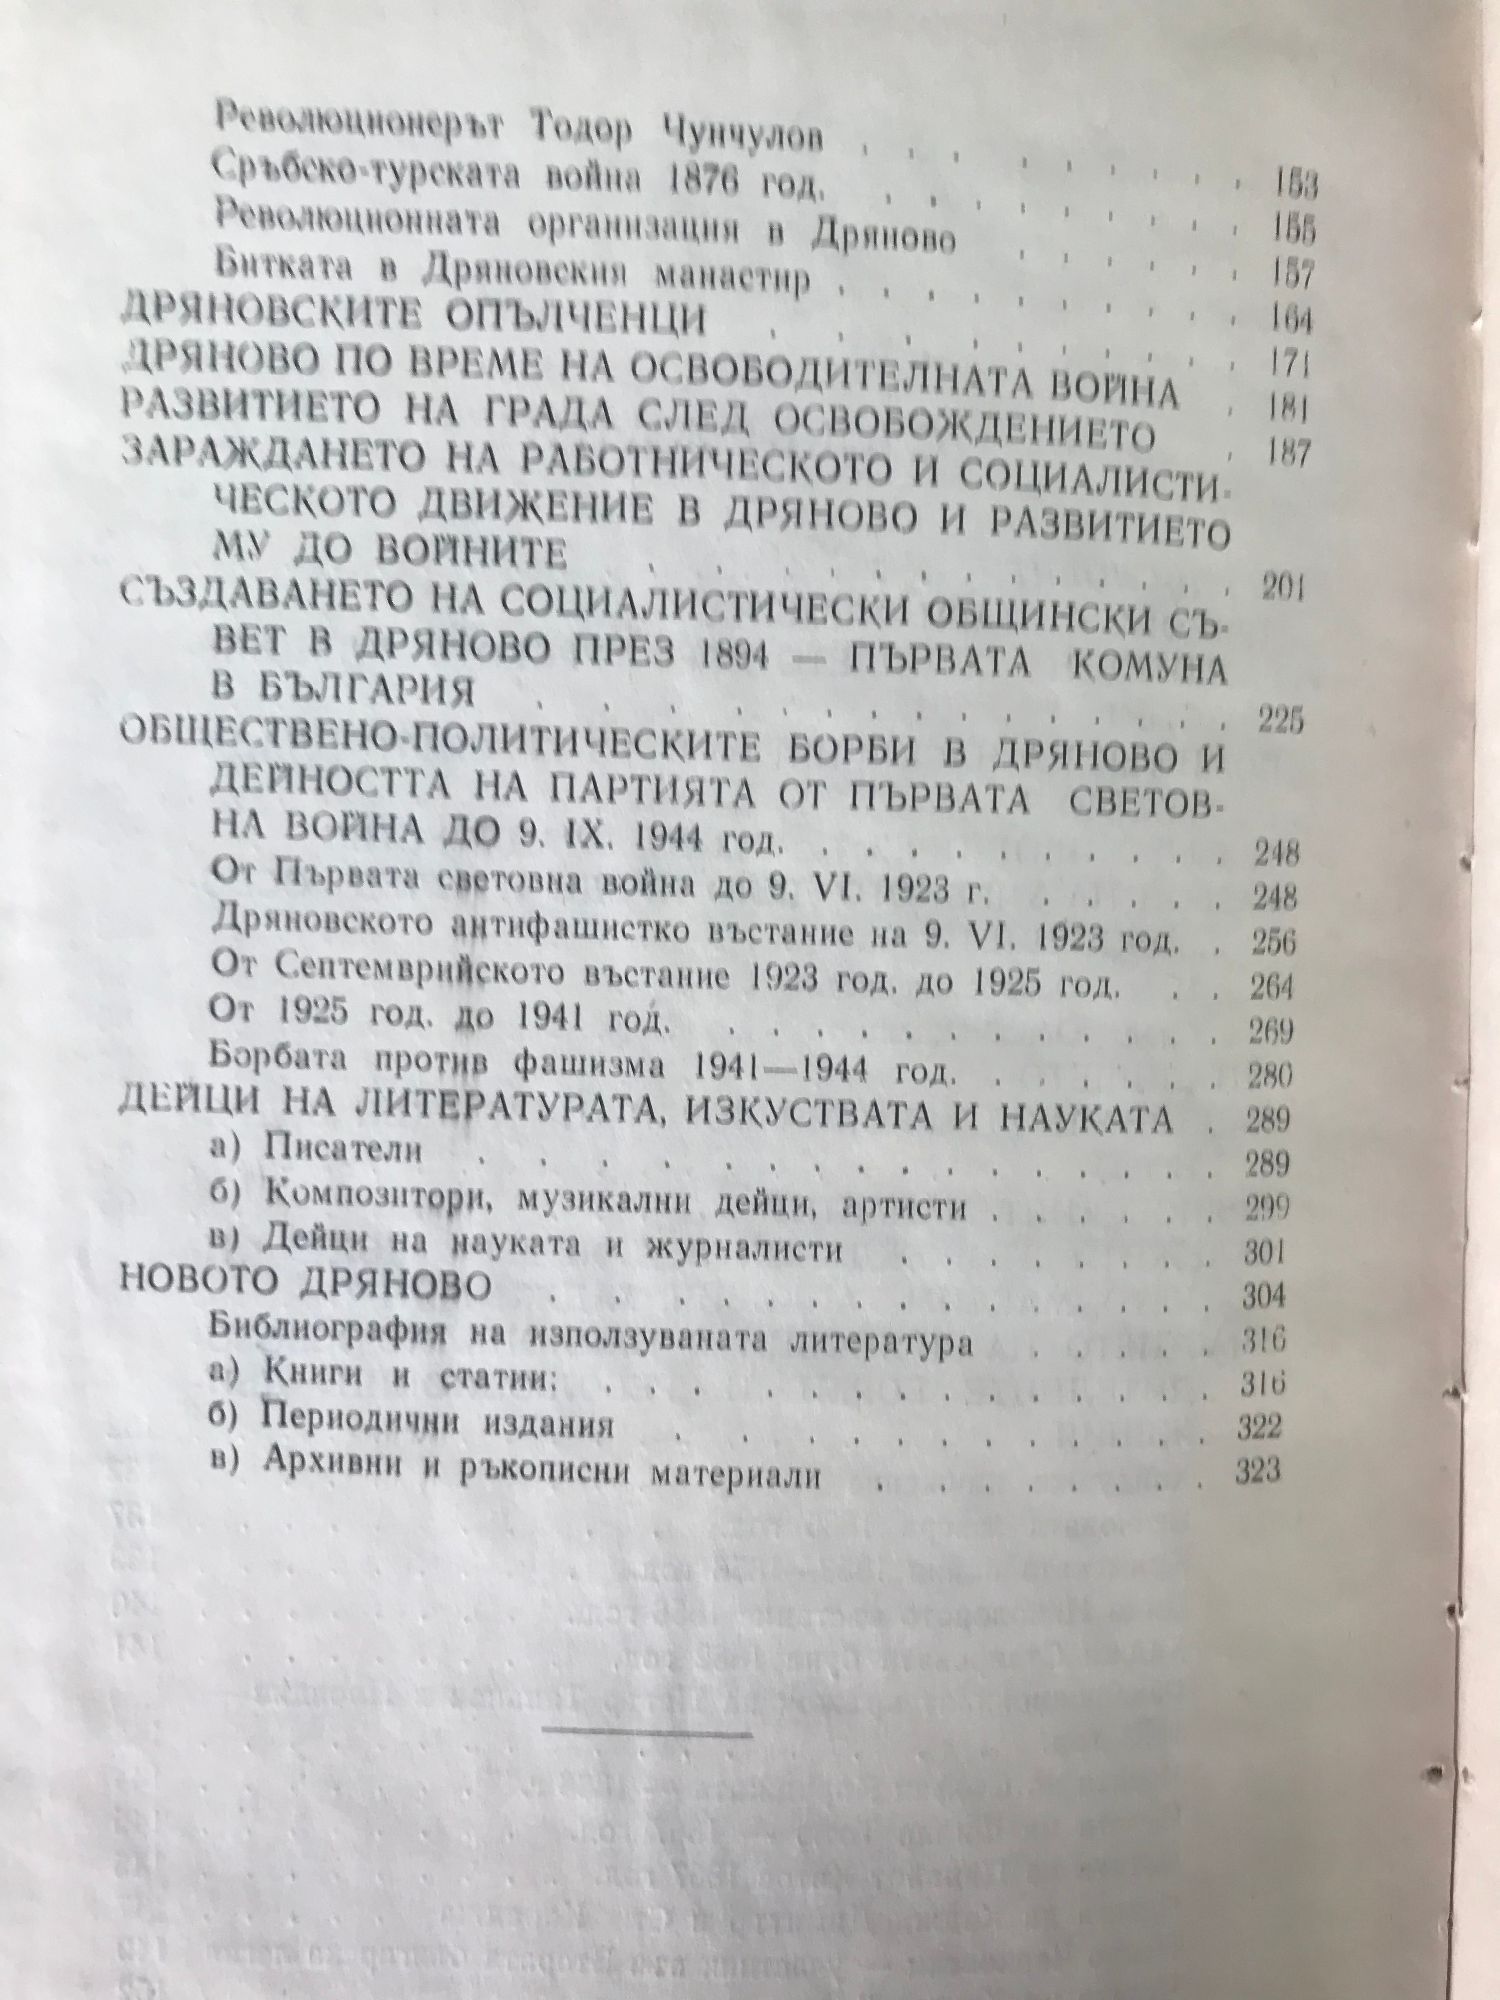 Революционерът Тодор Чунчулов . . . . . . . . . 153
Сръбско-турската война 1876 год. . . . . . . . . 155
Революционната организация в Дряново . . . . . . 157
Битката в Дряновския манастир . . . . . . . . . . 164
ДРЯНОВСКИТЕ ОПЪЛЧЕНЦИ . . . . . . . . . . 171
ДРЯНОВО ПО ВРЕМЕ НА ОСВОБОДИТЕЛНАТА ВОЙНА . 181
РАЗВИТИЕТО НА ГРАДА СЛЕД ОСВОБОЖДЕНИЕТО . 187
ЗАРАЖДАНЕТО НА РАБОТНИЧЕСКОТО И СОЦИАЛИСТИ-
ЧЕСКОТО ДВИЖЕНИЕ В ДРЯНОВО И РАЗВИТИЕТО
МУ ДО ВОЙНИТЕ . . . . . . . . . . . . 201
СЪЗДАВАНЕТО НА СОЦИАЛИСТИЧЕСКИ ОБЩИНСКИ СЪ-
ВЕТ В ДРЯНОВО ПРЕЗ 1894 — ПЪРВАТА КОМУНА
В БЪЛГАРИЯ . . . . . . . . . . . . . . 225
ОБЩЕСТВЕНО-ПОЛИТИЧЕСКИТЕ БОРБИ В ДРЯНОВО И
ДЕЙНОСТТА НА ПАРТИЯТА ОТ ПЪРВАТА СВЕТОВ-
НА ВОЙНА ДО 9. IX. 1944 год. . . . . . . . . . . 248
От Първата световна война до 9. VI. 1923 г. . . . . . 248
Дряновското антифашистко въстание на 9. VI. 1923 год. . 256
От Септемврийското въстание 1923 год. до 1925 год. . . 264
От 1925 год. до 1941 год. . . . . . . . . . . . . 269
Борбата против фашизма 1941—1944 год. . . . . . . 280
ДЕЙЦИ НА ЛИТЕРАТУРАТА, ИЗКУСТВАТА И НАУКАТА . 289
а) Писатели . . . . . . . . . . . . . . . 289
б) Композитори, музикални дейци, артисти . . . . . . 299
в) Дейци на науката и журналисти . . . . . . . . 301
НОВОТО ДРЯНОВО . . . . . . . . . . . . . . 304
Библиография на използуваната литература . . . . . 316
а) Книги и статии: . . . . . . . . . . . . . 316
б) Периодични издания . . . . . . . . . . . 322
в) Архивни и ръкописни материали . . . . . . . . 323